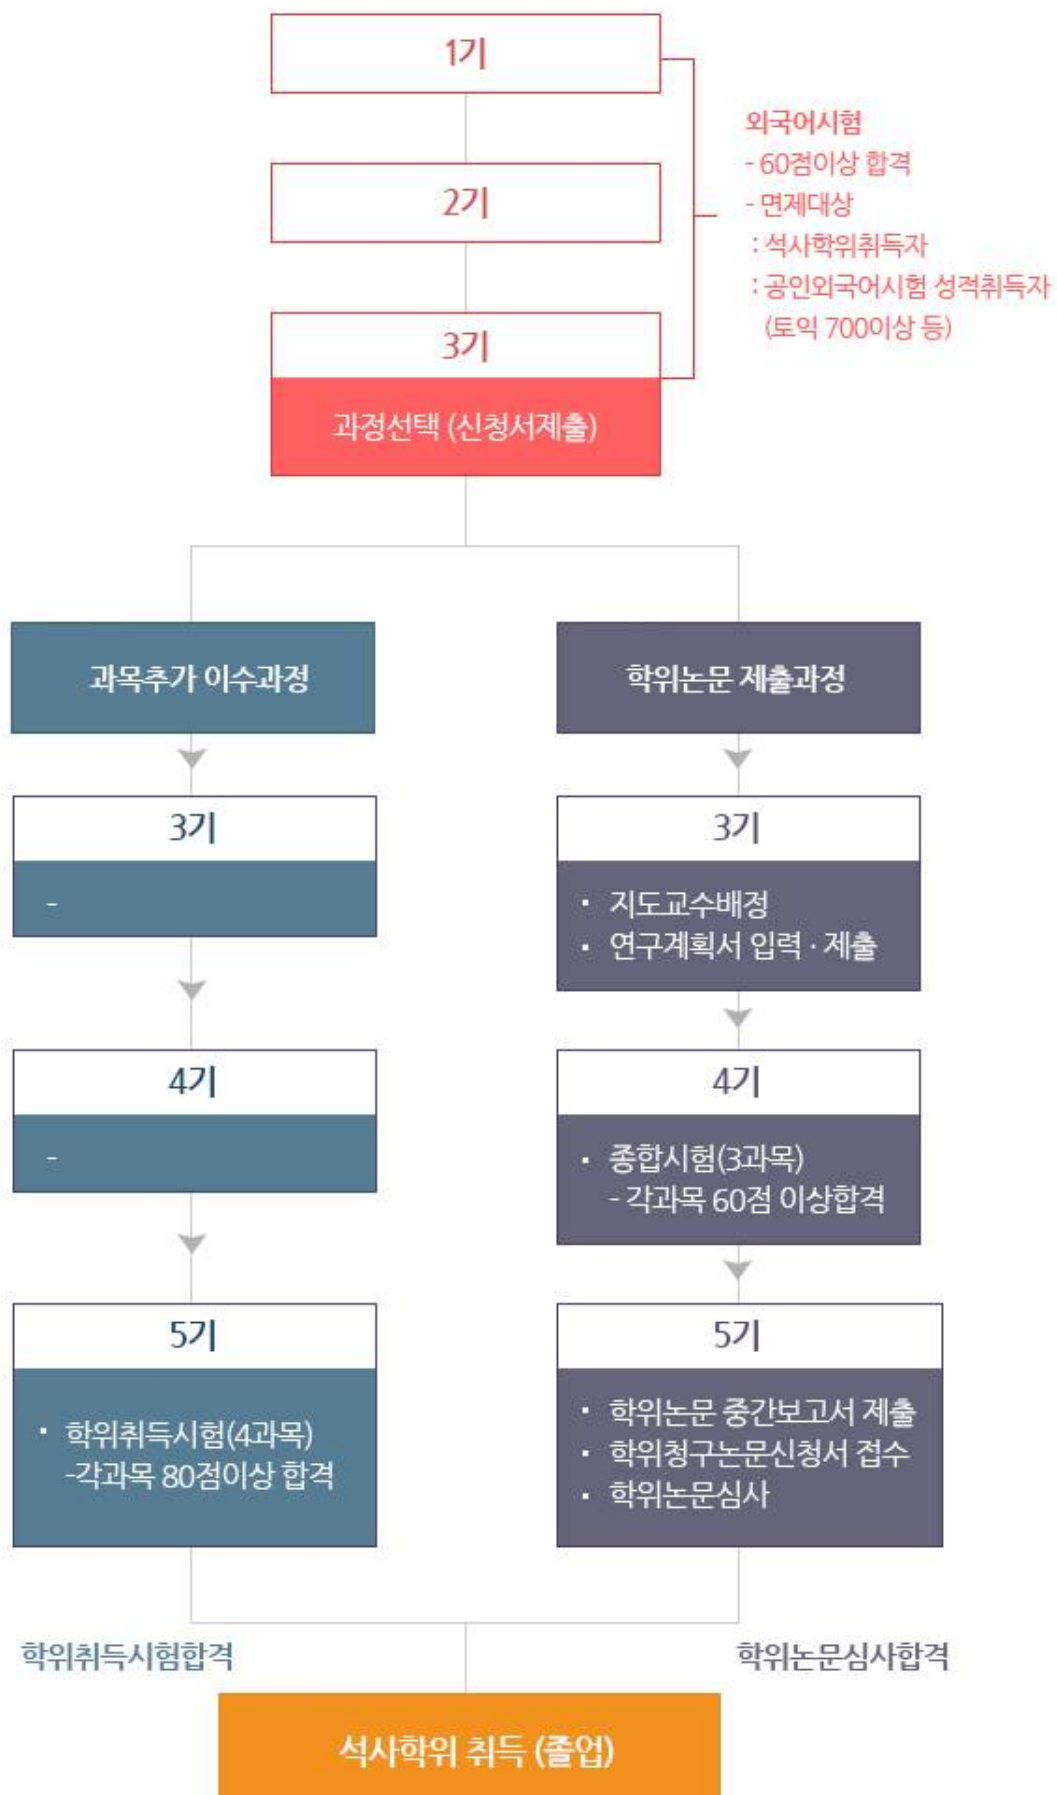 1기
외국어시험
- 60점이상 합격
- 면제대상
: 석사학위취득자
: 공인외국어시험 성적취득자
(토익 700이상 등)
2기
3기
과정선택 (신청서제출)
과목추가 이수과정
3기
-
4기
-
5기
▪ 학위취득시험(4과목)
-각과목 80점이상 합격
학위논문 제출과정
3기
▪ 지도교수배정
▪ 연구계획서 입력 · 제출
4기
▪ 종합시험(3과목)
- 각과목 60점 이상합격
5기
▪ 학위논문 중간보고서 제출
▪ 학위청구논문신청서 접수
▪ 학위논문심사
학위취득시험합격
학위논문심사합격
석사학위 취득 (졸업)